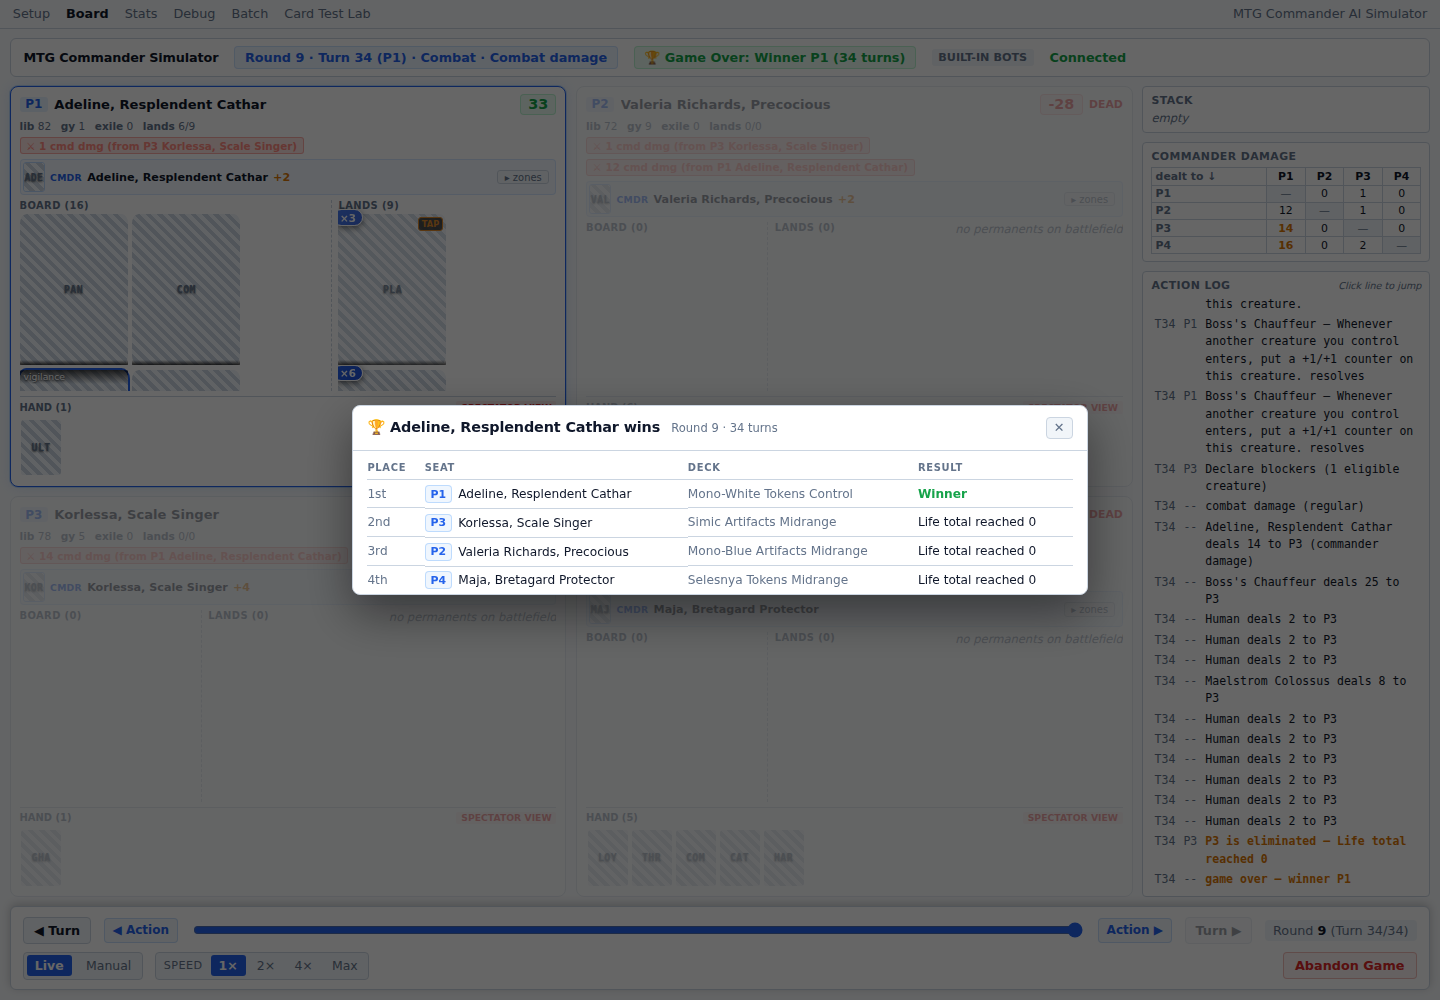 Setup Board Stats Debug Batch Card Test Lab MTG Commander AI Simulator
MTG Commander Simulator Round 9 · Turn 34 (P1) · Combat · Combat damage 🏆 Game Over: Winner P1 (34 turns) BUILT-IN BOTS Connected
P1 Adeline, Resplendent Cathar 33
lib 82 gy 1 exile 0 lands 6/9
⚔ 1 cmd dmg (from P3 Korlessa, Scale Singer)
ADE CMDR Adeline, Resplendent Cathar +2 ▸ zones
BOARD (16) LANDS (9)
×3 TAP
PAN COM PLA
vigilance ×6
HAND (1)
ULT
P2 Valeria Richards, Precocious -28 DEAD
lib 72 gy 9 exile 0 lands 0/0
⚔ 1 cmd dmg (from P3 Korlessa, Scale Singer)
⚔ 12 cmd dmg (from P1 Adeline, Resplendent Cathar)
VAL CMDR Valeria Richards, Precocious +2 ▸ zones
BOARD (0) LANDS (0) no permanents on battlefield
VIEW
🏆 Adeline, Resplendent Cathar wins Round 9 · 34 turns ✕
PLACE SEAT DECK RESULT
1st P1 Adeline, Resplendent Cathar Mono-White Tokens Control Winner
2nd P3 Korlessa, Scale Singer Simic Artifacts Midrange Life total reached 0
3rd P2 Valeria Richards, Precocious Mono-Blue Artifacts Midrange Life total reached 0
4th P4 Maja, Bretagard Protector Selesnya Tokens Midrange Life total reached 0
P3 Korlessa, Scale Singer
lib 78 gy 5 exile 0 lands 0/0
⚔ 14 cmd dmg (from P1 Adeline, Resplendent Cathar)
KOR CMDR Korlessa, Scale Singer +4
BOARD (0) LANDS (0) no permanents on battlefield
HAND (1) SPECTATOR VIEW
GHA
DEAD
MAJ CMDR Maja, Bretagard Protector ▸ zones
BOARD (0) LANDS (0) no permanents on battlefield
HAND (5) SPECTATOR VIEW
LOY THR COM CAT NAR
STACK
empty
COMMANDER DAMAGE
dealt to ↓ P1 P2 P3 P4
P1 — 0 1 0
P2 12 — 1 0
P3 14 0 — 0
P4 16 0 2 —
ACTION LOG Click line to jump
this creature.
T34 P1 Boss's Chauffeur — Whenever
another creature you control
enters, put a +1/+1 counter on
this creature. resolves
T34 P1 Boss's Chauffeur — Whenever
another creature you control
enters, put a +1/+1 counter on
this creature. resolves
T34 P3 Declare blockers (1 eligible
creature)
T34 -- combat damage (regular)
T34 -- Adeline, Resplendent Cathar
deals 14 to P3 (commander
damage)
T34 -- Boss's Chauffeur deals 25 to
P3
T34 -- Human deals 2 to P3
T34 -- Human deals 2 to P3
T34 -- Human deals 2 to P3
T34 -- Maelstrom Colossus deals 8 to
P3
T34 -- Human deals 2 to P3
T34 -- Human deals 2 to P3
T34 -- Human deals 2 to P3
T34 -- Human deals 2 to P3
T34 -- Human deals 2 to P3
T34 -- Human deals 2 to P3
T34 P3 P3 is eliminated — Life total
reached 0
T34 -- game over — winner P1
◀ Turn ◀ Action Action ▶ Turn ▶ Round 9 (Turn 34/34)
Live Manual SPEED 1× 2× 4× Max Abandon Game